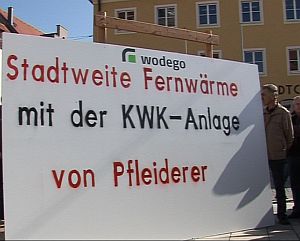 wodego
Stadtweite Fernwärme
mit der KWK-Anlage
von Pfleiderer